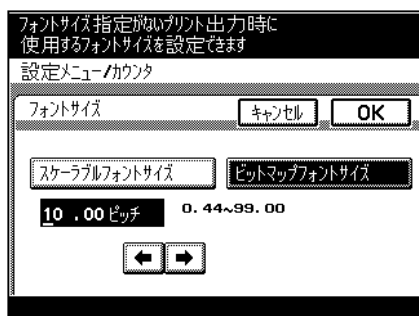 フォントサイズ指定がないプリント出力時に
使用するフォントサイズを設定できます
設定メニュー/カウンタ
フォントサイズ キャンセル OK
スケーラブルフォントサイズ ビットマップフォントサイズ
10 .00ピッチ 0.44~99.00